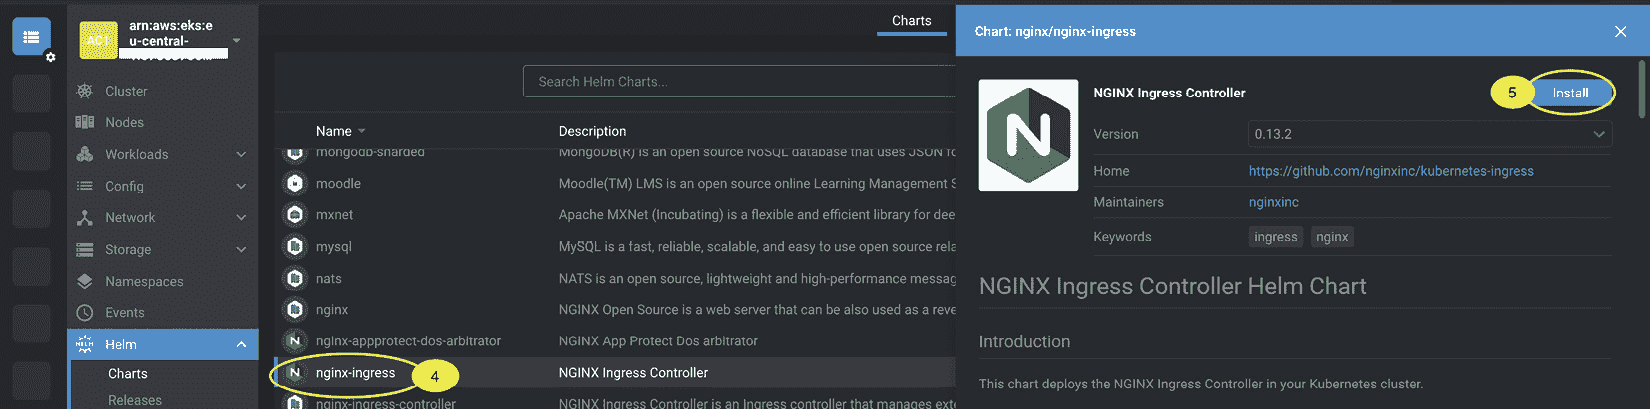 arn:aws:eks:e
u-central-
ACT
Cluster
Nodes
Workloads
Config
Network
Storage
Namespaces
Events
Helm
Charts
Releases
Charts
Search Helm Charts...
Name Description
mongodb-sharded MongoDB(R) is an open source NoSQL database that uses JSON fo
moodle Moodle(TM) LMS is an open source online Learning Management S
mxnet Apache MXNet (Incubating) is a flexible and efficient library for dee
mysql MySQL is a fast, reliable, scalable, and easy to use open source rela
nats NATS is an open source, lightweight and high-performance messag
nginx NGINX Open Source is a web server that can be also used as a reve
nginx-appprotect-dos-arbitrator NGINX App Protect Dos arbitrator
nginx-ingress 4 NGINX Ingress Controller
nginx-ingress-controller NGINX Ingress Controller is an Ingress controller that manages exte
Chart: nginx/nginx-ingress
N
NGINX Ingress Controller 5 Install
Version 0.13.2
Home https://github.com/nginxinc/kubernetes-ingress
Maintainers nginxinc
Keywords ingress nginx
NGINX Ingress Controller Helm Chart
Introduction
This chart deploys the NGINX Ingress Controller in your Kubernetes cluster.